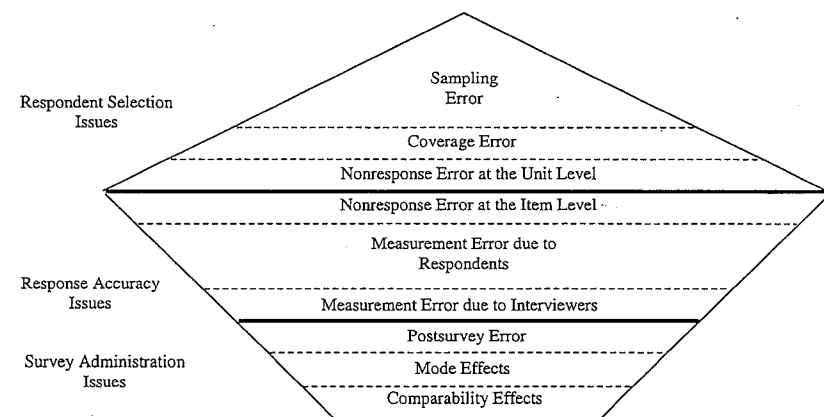 Sampling
Error
Respondent Selection
Issues
Coverage Error
Nonresponse Error at the Unit Level
Nonresponse Error at the Item Level
Measurement Error due to
Respondents
Response Accuracy
Issues
Measurement Error due to Interviewers
Postsurvey Error
Survey Administration
Issues
Mode Effects
Comparability Effects